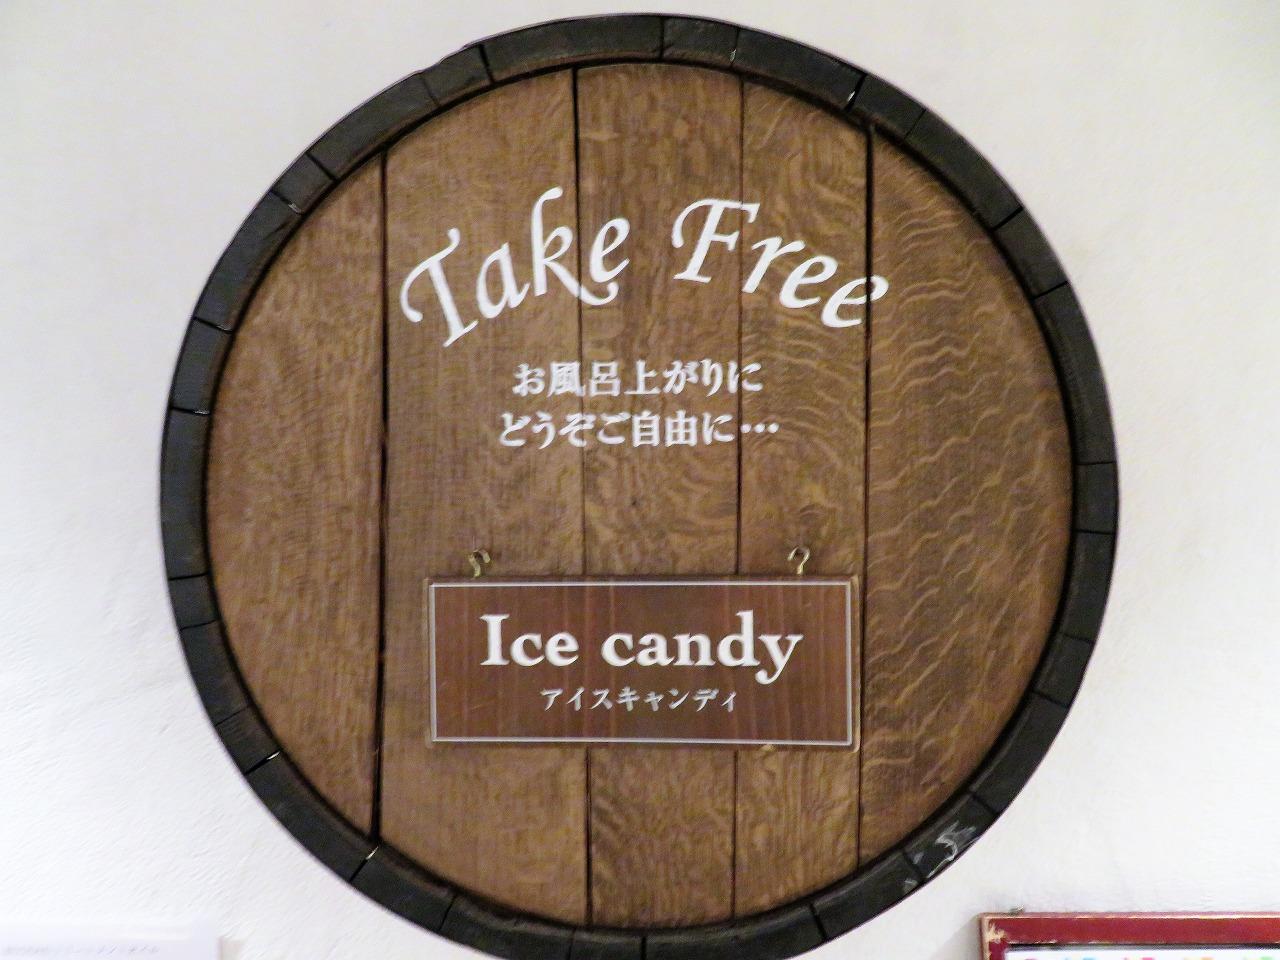 Take Free
お風呂上がりに
どうぞご自由に…
Ice candy
アイスキャンディ